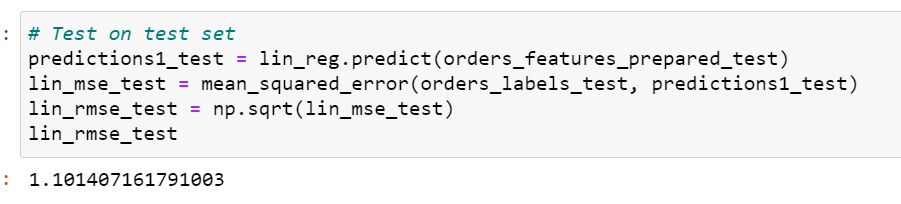 : # Test on test set
predictions1_test = lin_reg.predict(orders_features_prepared_test)
lin_mse_test = mean_squared_error(orders_labels_test, predictions1_test)
lin_rmse_test = np.sqrt(lin_mse_test)
lin_rmse_test
: 1.101407161791003